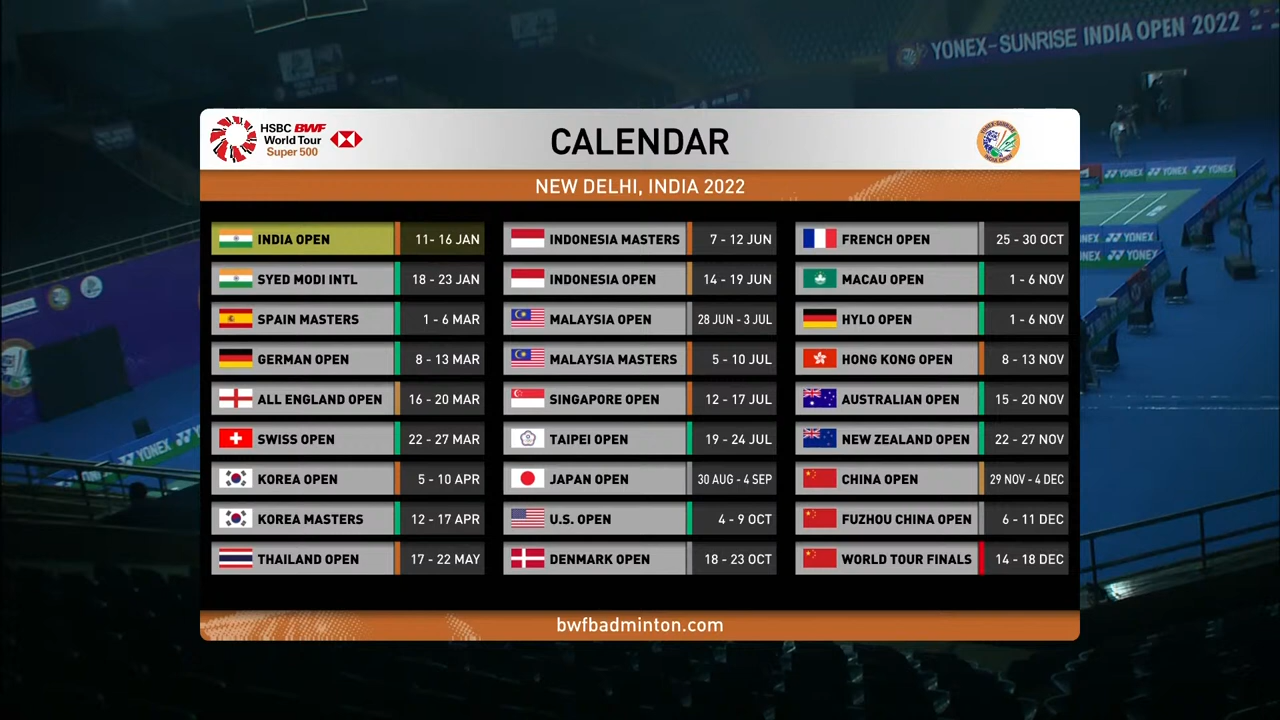 YONEX-SUNRISE INDIA OPEN 2022
HSBC BWF
World Tour
Super 500
CALENDAR
NEW DELHI, INDIA 2022
INDIA OPEN 11- 16 JAN
SYED MODI INTL 18 - 23 JAN
SPAIN MASTERS 1 - 6 MAR
GERMAN OPEN 8 - 13 MAR
ALL ENGLAND OPEN 16 - 20 MAR
SWISS OPEN 22 - 27 MAR
KOREA OPEN 5 - 10 APR
KOREA MASTERS 12 - 17 APR
THAILAND OPEN 17 - 22 MAY
INDONESIA MASTERS 7 - 12 JUN
INDONESIA OPEN 14 - 19 JUN
MALAYSIA OPEN 28 JUN - 3 JUL
MALAYSIA MASTERS 5 - 10 JUL
SINGAPORE OPEN 12 - 17 JUL
TAIPEI OPEN 19 - 24 JUL
JAPAN OPEN 30 AUG - 4 SEP
U.S. OPEN 4 - 9 OCT
DENMARK OPEN 18 - 23 OCT
FRENCH OPEN 25 - 30 OCT
MACAU OPEN 1 - 6 NOV
HYLO OPEN 1 - 6 NOV
HONG KONG OPEN 8 - 13 NOV
AUSTRALIAN OPEN 15 - 20 NOV
NEW ZEALAND OPEN 22 - 27 NOV
CHINA OPEN 29 NOV - 4 DEC
FUZHOU CHINA OPEN 6 - 11 DEC
WORLD TOUR FINALS 14 - 18 DEC
bwfbadminton.com
YONEX YONEX YONEX
YONEX
YONEX
YONEX